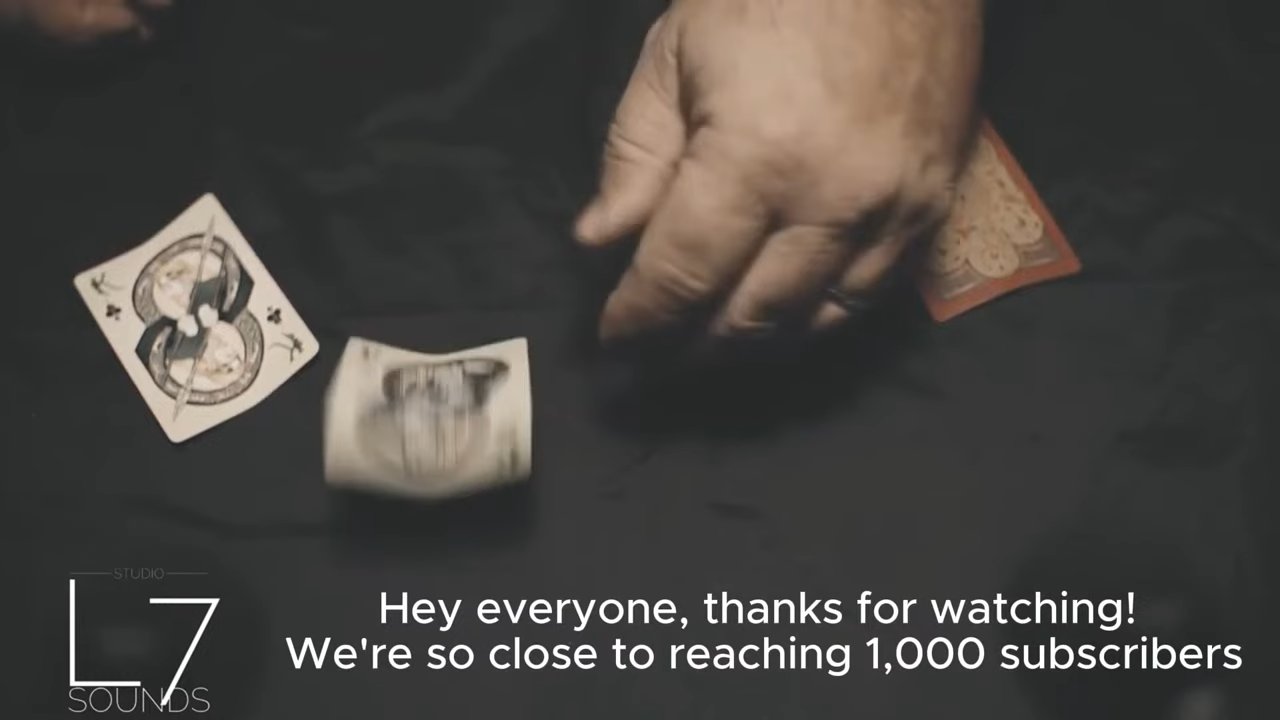 K
K
STUDIO
L7
SOUNDS
Hey everyone, thanks for watching!
We're so close to reaching 1,000 subscribers